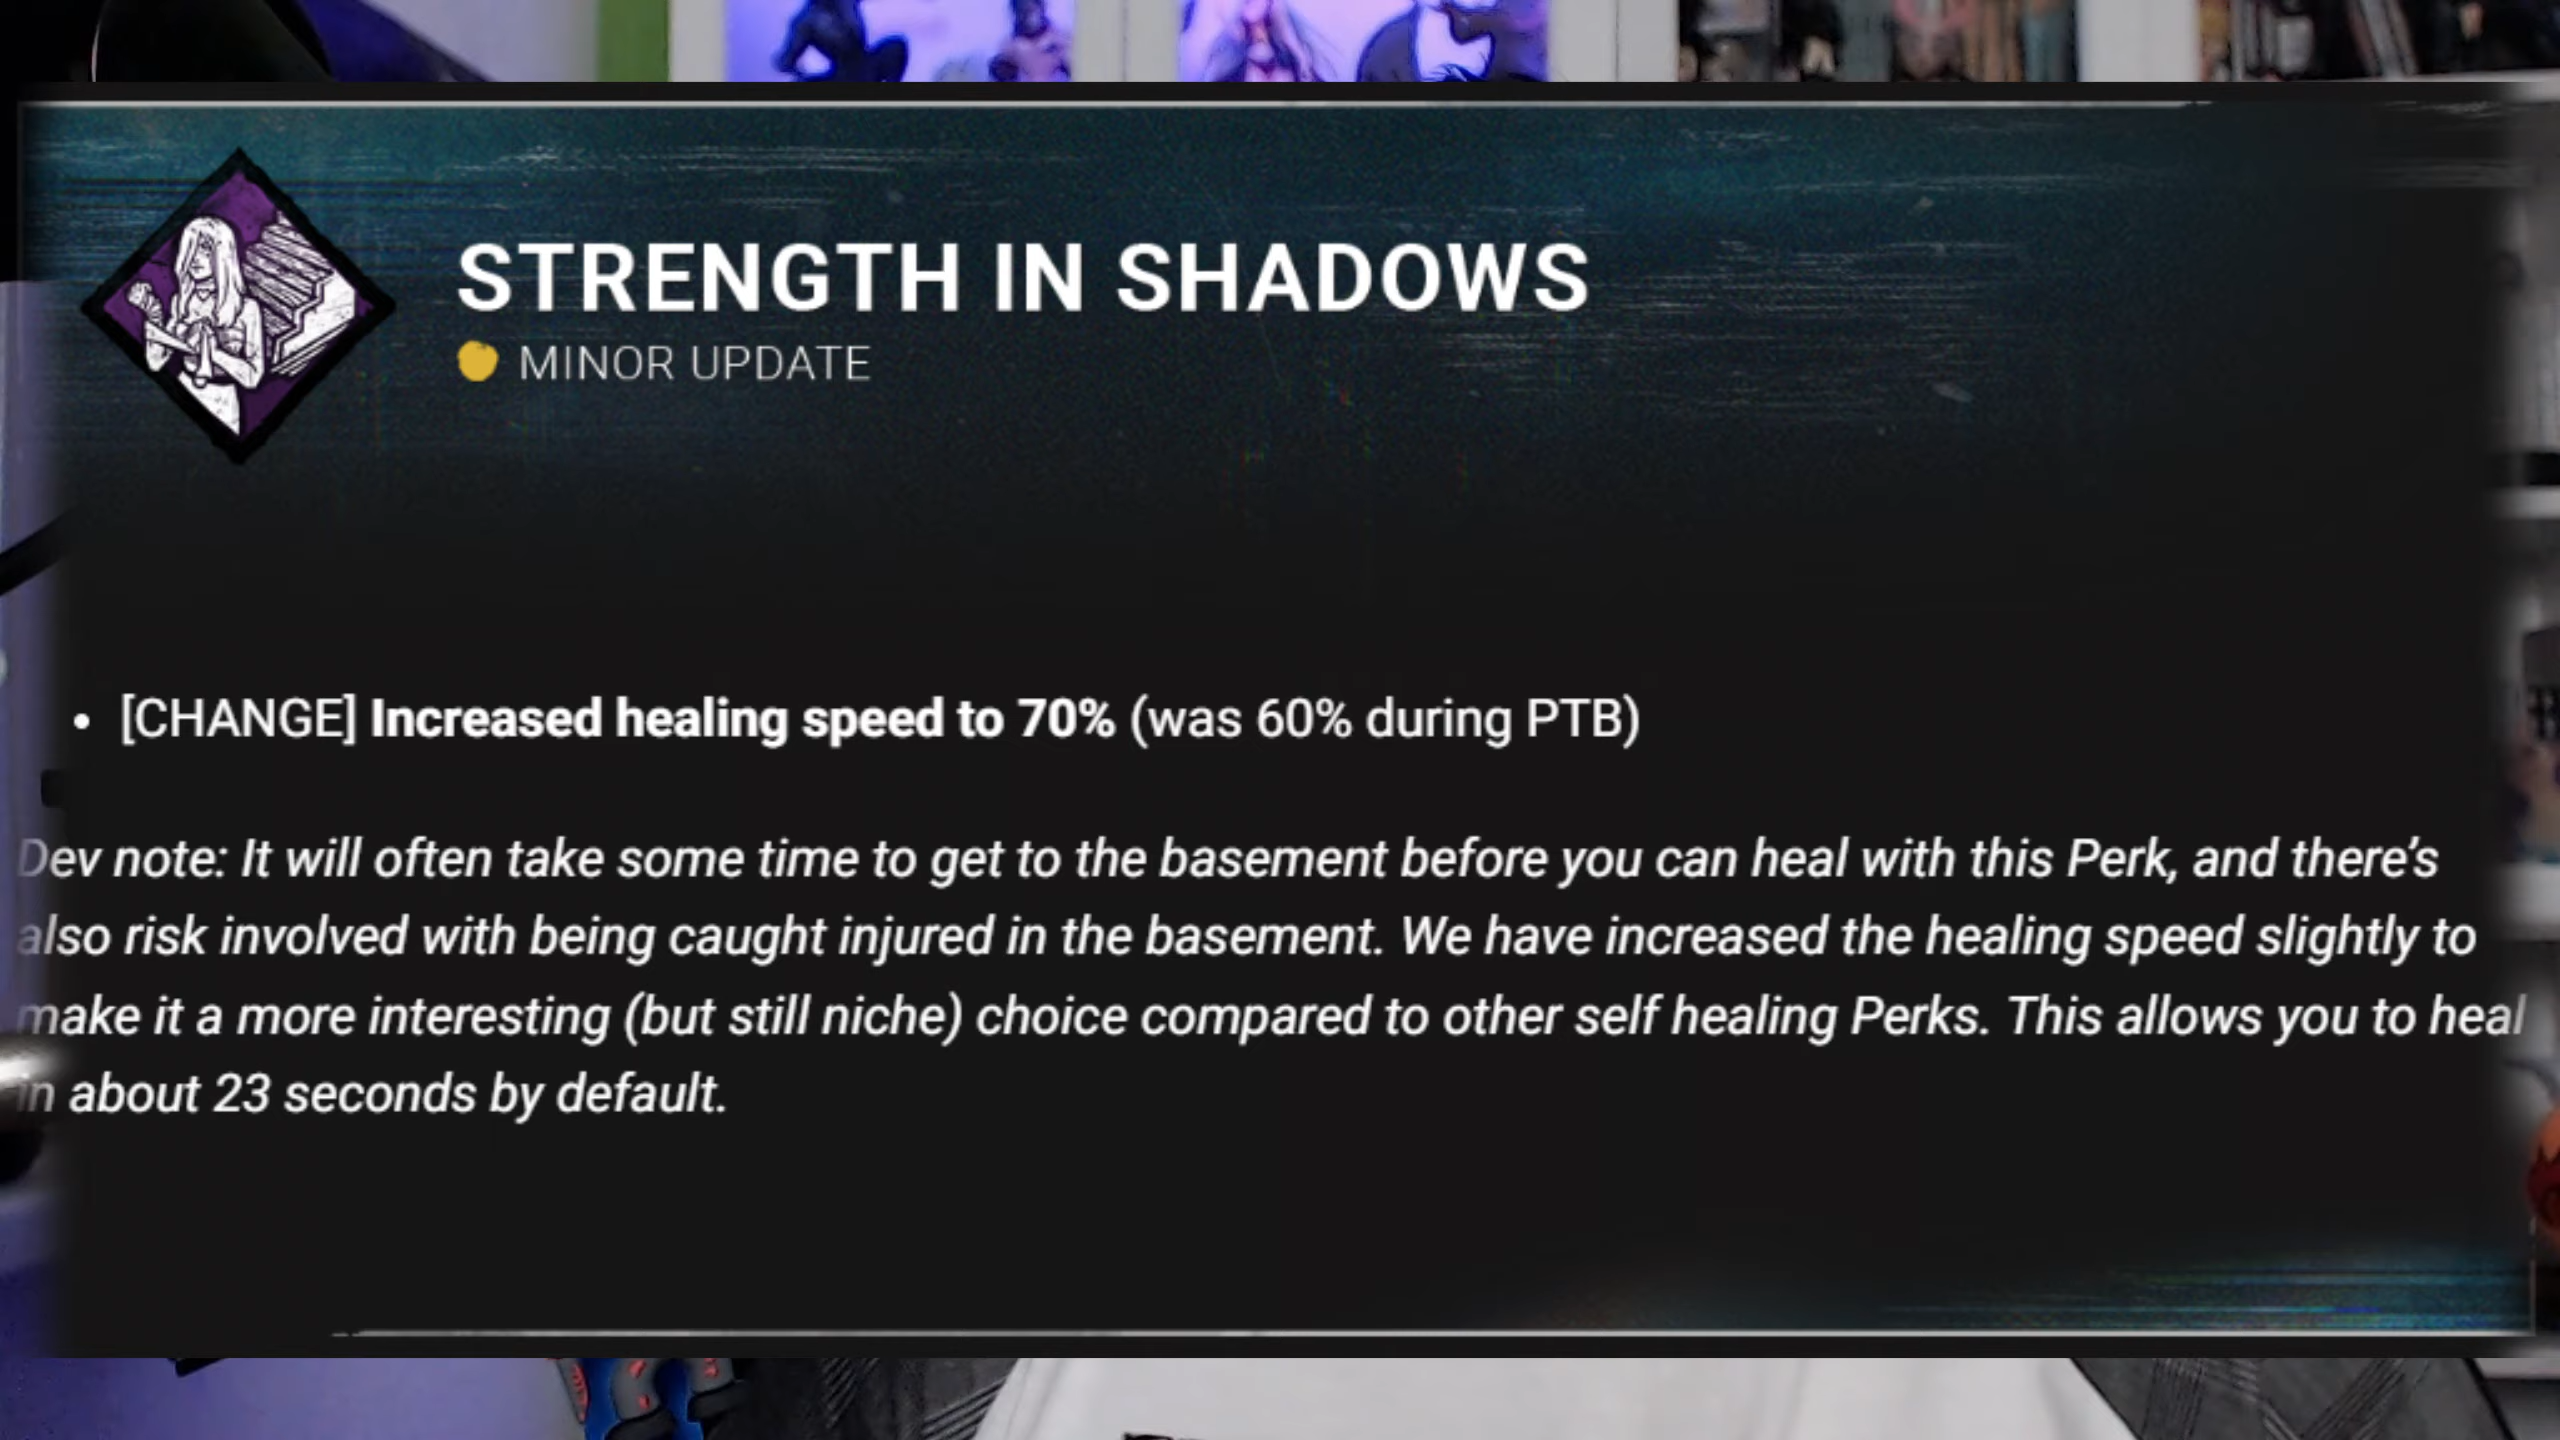 STRENGTH IN SHADOWS
MINOR UPDATE
• [CHANGE] Increased healing speed to 70% (was 60% during PTB)
Dev note: It will often take some time to get to the basement before you can heal with this Perk, and there's
also risk involved with being caught injured in the basement. We have increased the healing speed slightly to
make it a more interesting (but still niche) choice compared to other self healing Perks. This allows you to heal
in about 23 seconds by default.